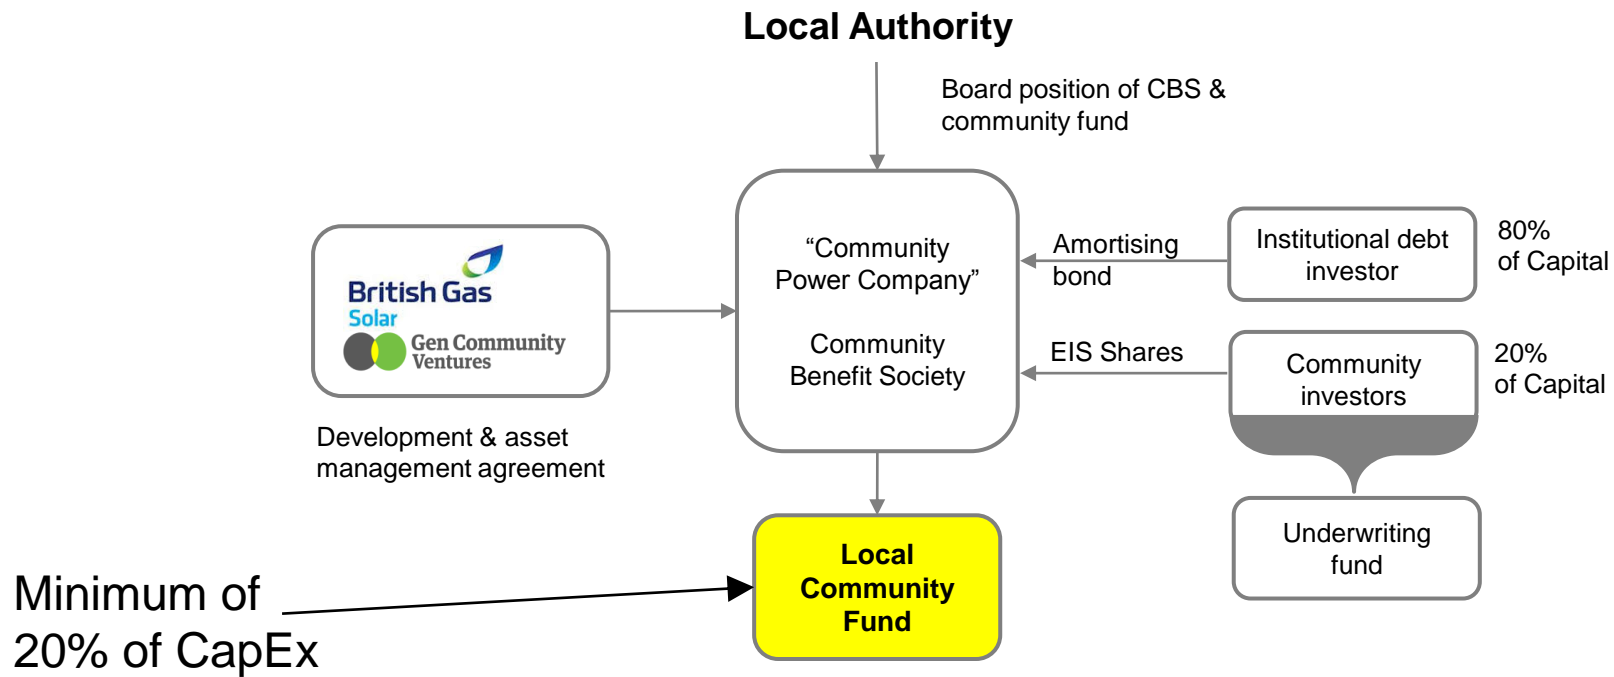 Local Authority
Board position of CBS &
community fund
“Community
Power Company”
Community
Benefit Society
British Gas
Solar
Gen Community
Ventures
Development & asset
management agreement
Amortising
bond
Institutional debt
investor
80%
of Capital
EIS Shares
Community
investors
20%
of Capital
Underwriting
fund
Local
Community
Fund
Minimum of
20% of CapEx